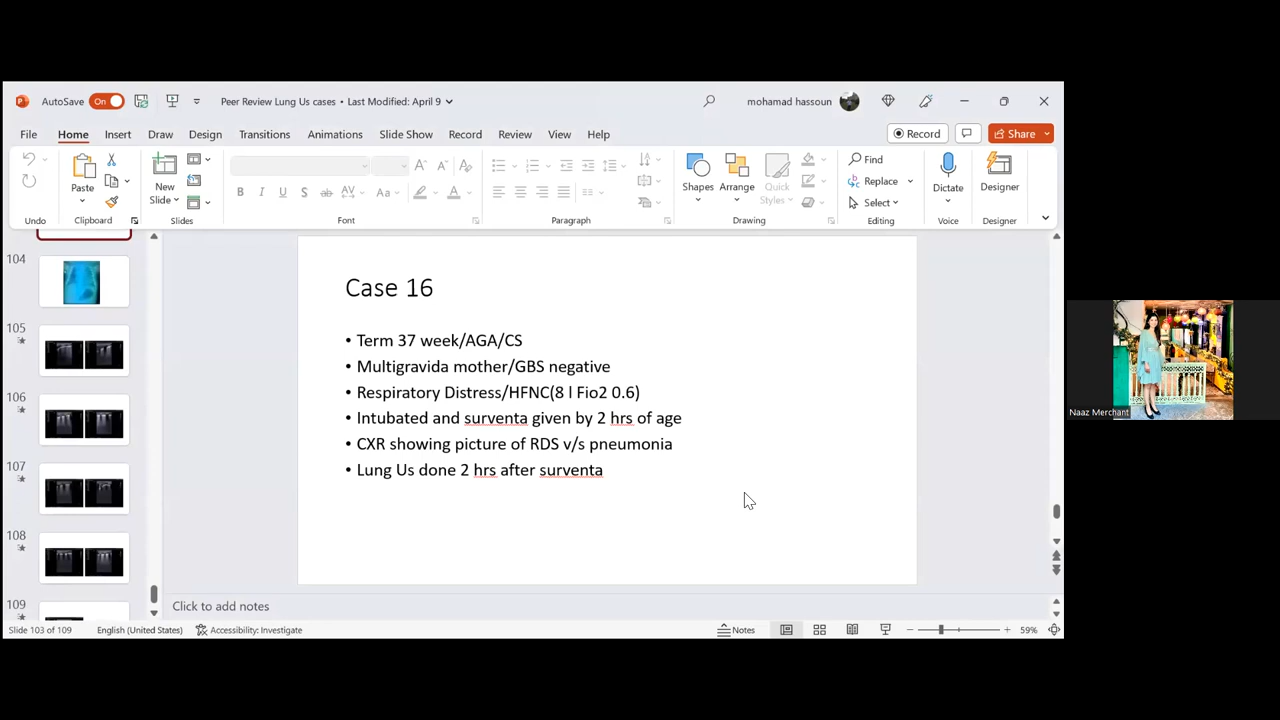 AutoSave On Peer Review Lung Us cases • Last Modified: April 9 mohamad hassoun
File Home Insert Draw Design Transitions Animations Slide Show Record Review View Help Record Share
Paste New Slide B I U S ab AV Aa A A A Shapes Arrange Quick Styles Find Replace Select Dictate Designer
Undo Clipboard Slides Font Paragraph Drawing Editing Voice Designer
104
105
106
107
108
109
Case 16
• Term 37 week/AGA/CS
• Multigravida mother/GBS negative
• Respiratory Distress/HFNC(8 l Fio2 0.6)
• Intubated and surventa given by 2 hrs of age
• CXR showing picture of RDS v/s pneumonia
• Lung Us done 2 hrs after surventa
Naaz Merchant
Click to add notes
Slide 103 of 109 English (United States) Accessibility: Investigate Notes 59%